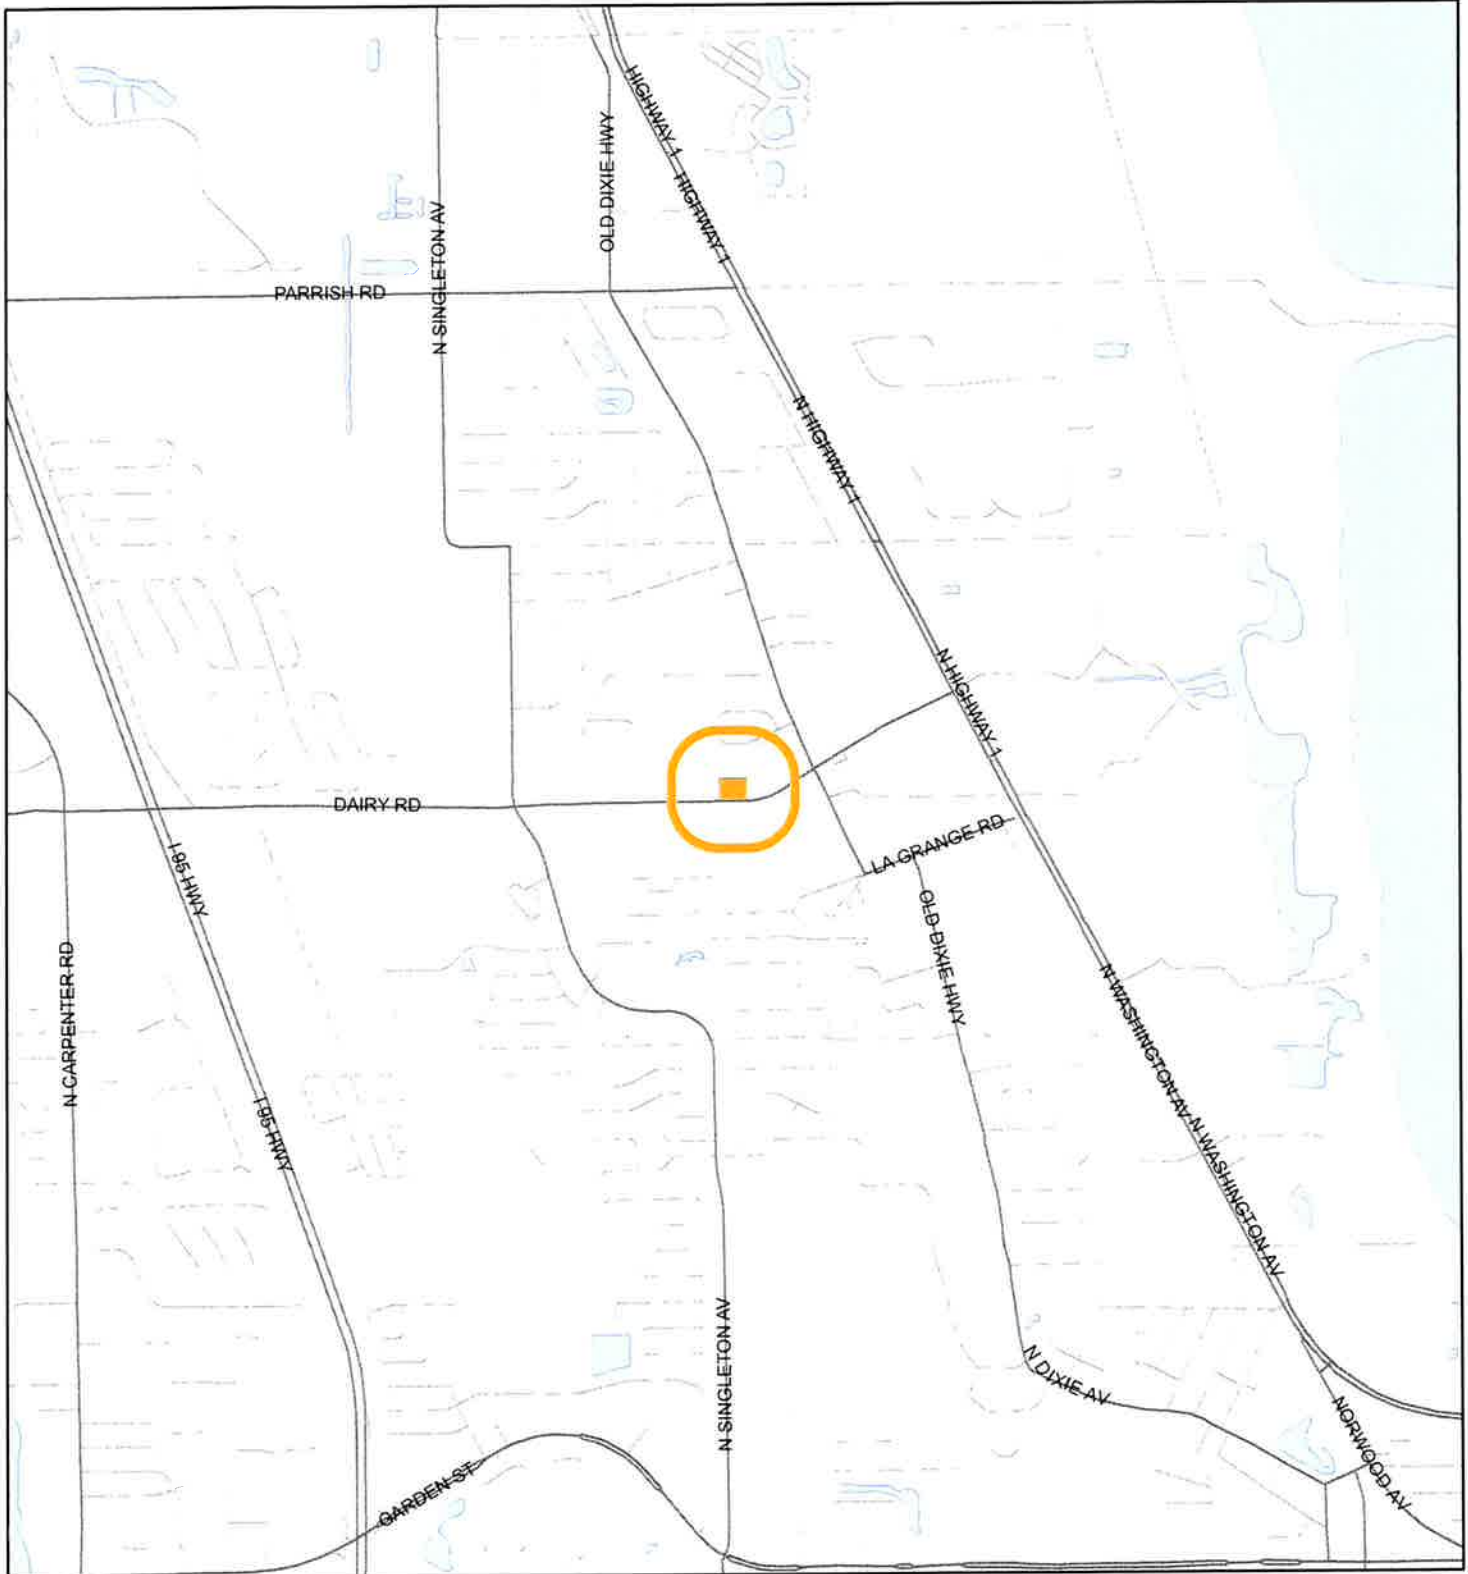 HIGHWAY 1
OLD DIXIE HWY
HIGHWAY 1
N SINGLETON AV
PARRISH RD
N HIGHWAY 1
N HIGHWAY 1
DAIRY RD
LA GRANGE RD
I 95 HWY
OLD DIXIE HWY
N CARPENTER RD
N WASHINGTON AV
I 95 HWY
N WASHINGTON AV
N SINGLETON AV
N DIXIE AV
NORWOOD AV
GARDEN ST